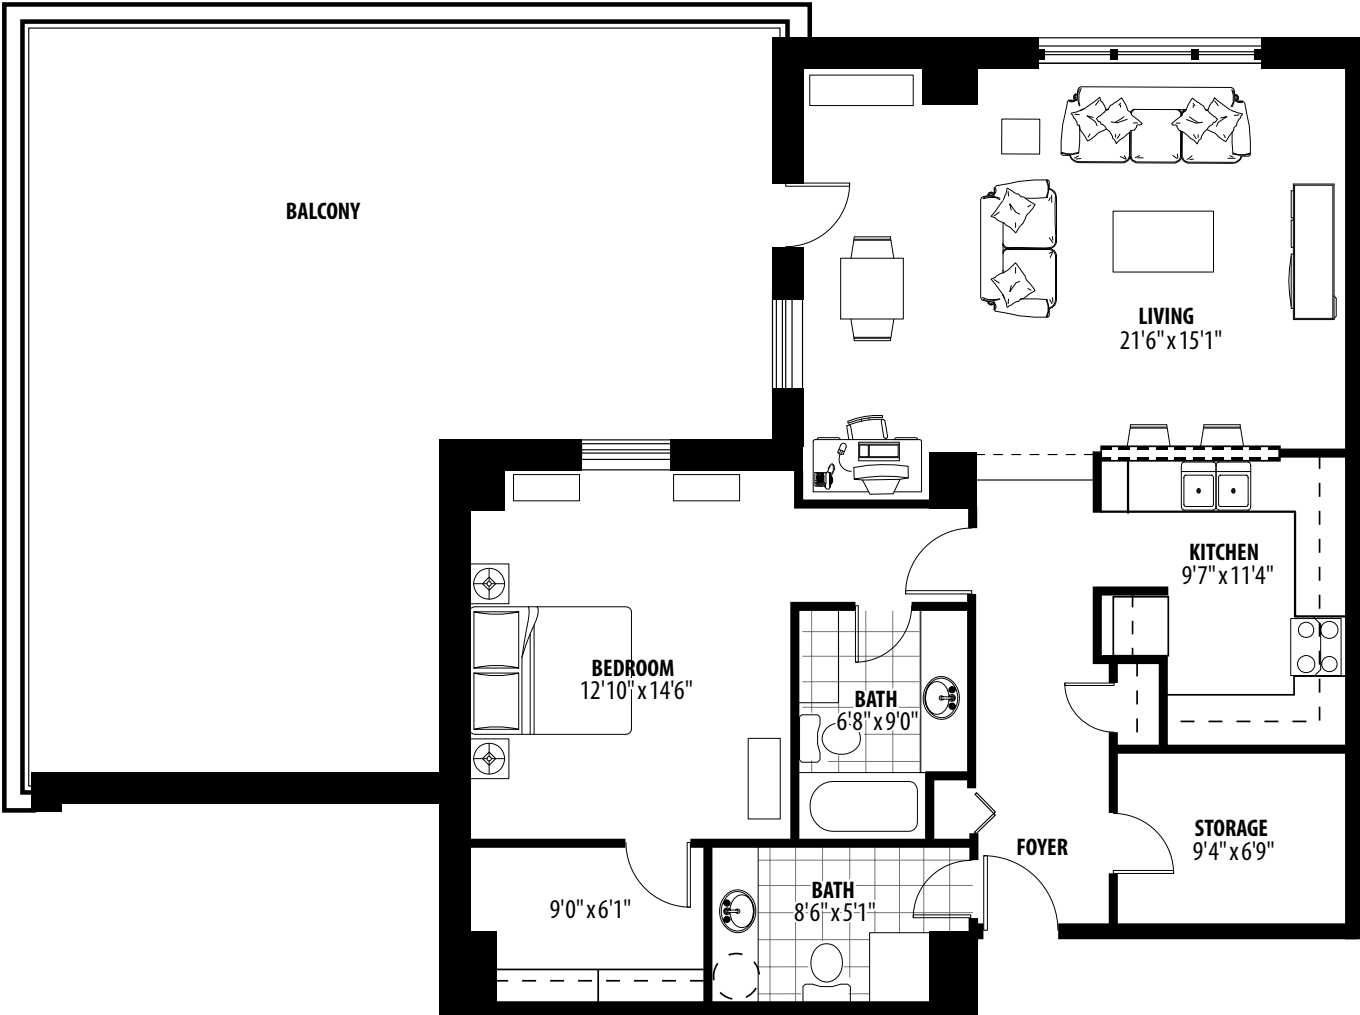 BALCONY
LIVING
21'6" x 15'1"
KITCHEN
9'7" x 11'4"
BEDROOM
12'10" x 14'6"
BATH
6'8" x 9'0"
STORAGE
9'4" x 6'9"
FOYER
BATH
8'6" x 5'1"
9'0" x 6'1"